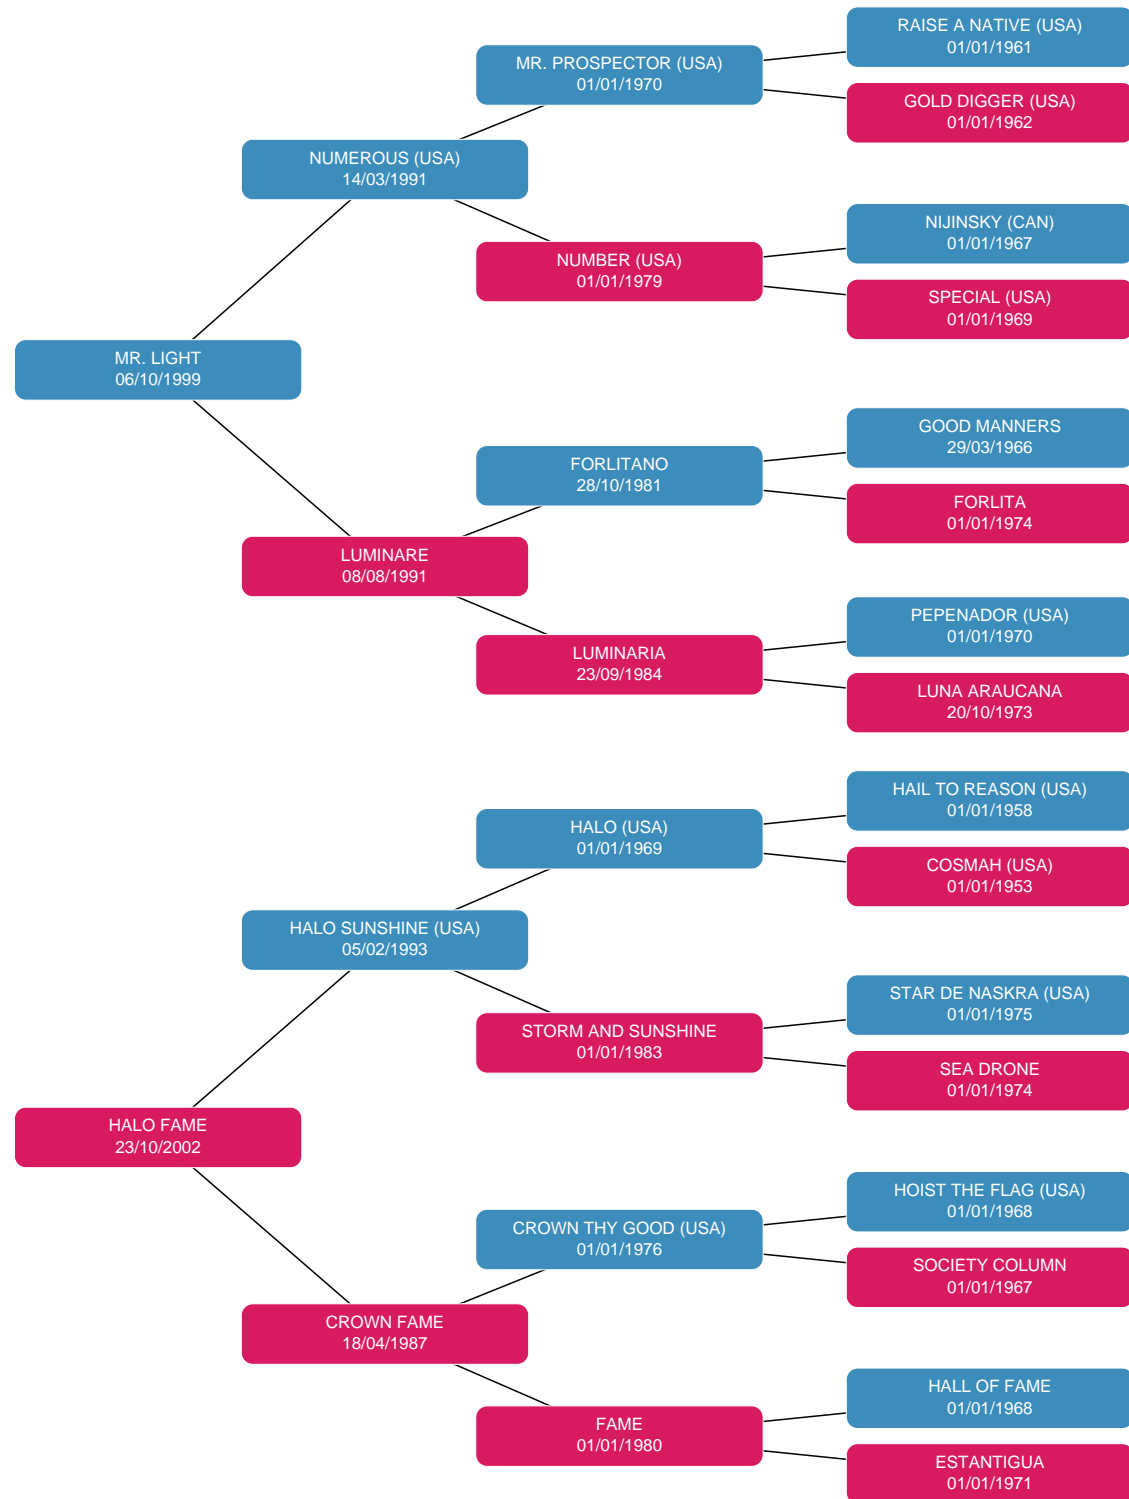 RAISE A NATIVE (USA)
01/01/1961
MR. PROSPECTOR (USA)
01/01/1970
GOLD DIGGER (USA)
01/01/1962
NUMEROUS (USA)
14/03/1991
NIJINSKY (CAN)
01/01/1967
NUMBER (USA)
01/01/1979
SPECIAL (USA)
01/01/1969
MR. LIGHT
06/10/1999
GOOD MANNERS
29/03/1966
FORLITANO
28/10/1981
FORLITA
01/01/1974
LUMINARE
08/08/1991
PEPENADOR (USA)
01/01/1970
LUMINARIA
23/09/1984
LUNA ARAUCANA
20/10/1973
HAIL TO REASON (USA)
01/01/1958
HALO (USA)
01/01/1969
COSMAH (USA)
01/01/1953
HALO SUNSHINE (USA)
05/02/1993
STAR DE NASKRA (USA)
01/01/1975
STORM AND SUNSHINE
01/01/1983
SEA DRONE
01/01/1974
HALO FAME
23/10/2002
HOIST THE FLAG (USA)
01/01/1968
CROWN THY GOOD (USA)
01/01/1976
SOCIETY COLUMN
01/01/1967
CROWN FAME
18/04/1987
HALL OF FAME
01/01/1968
FAME
01/01/1980
ESTANTIGUA
01/01/1971